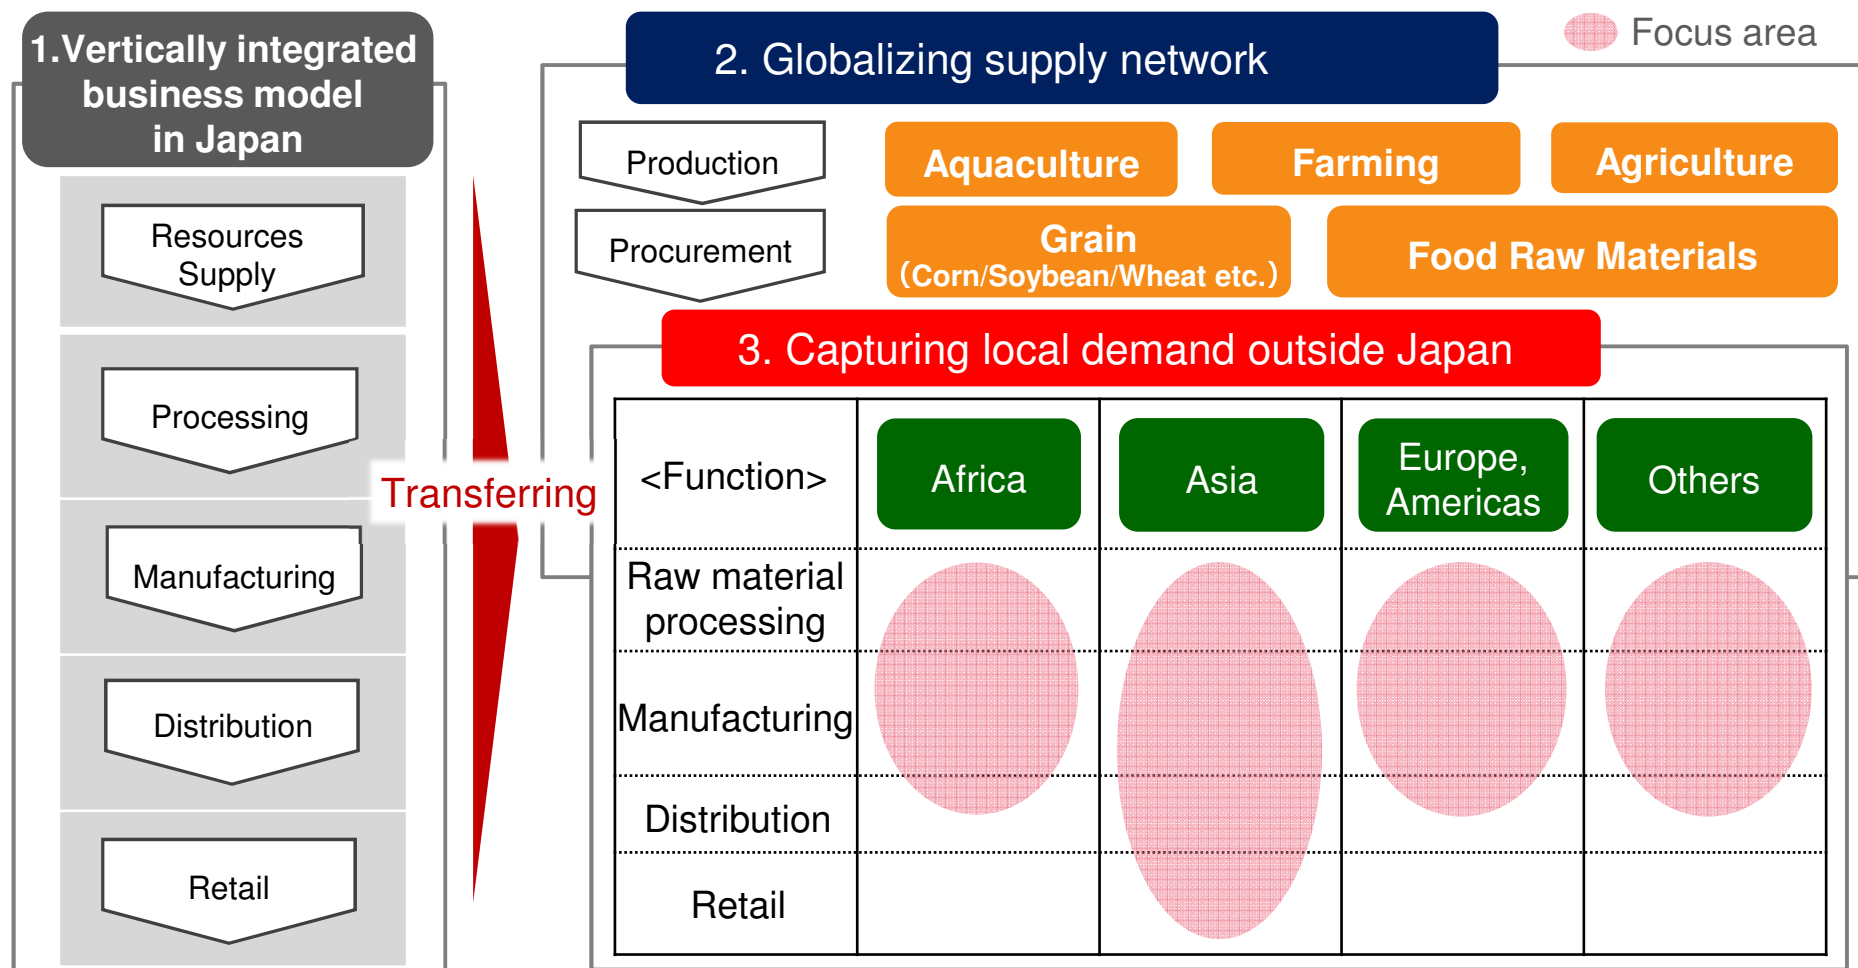 1.Vertically integrated
business model
in Japan
Resources
Supply
Processing
Manufacturing
Distribution
Retail
Transferring
2. Globalizing supply network
Focus area
Production
Aquaculture
Farming
Agriculture
Procurement
Grain
（Corn/Soybean/Wheat etc.）
Food Raw Materials
3. Capturing local demand outside Japan
<Function>
Africa
Asia
Europe,
Americas
Others
Raw material
processing
Manufacturing
Distribution
Retail